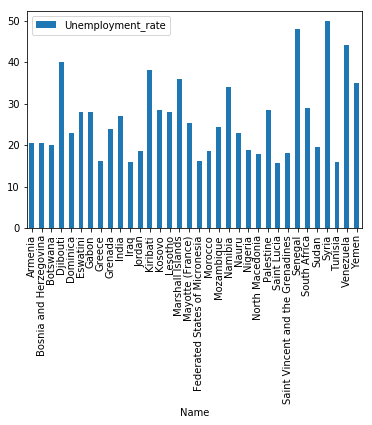 Unemployment_rate
50
40
30
20
10
0
Armenia
Bosnia and Herzegovina
Botswana
Djibouti
Dominica
Eswatini
Gabon
Greece
Grenada
India
Iraq
Jordan
Kiribati
Kosovo
Lesotho
Marshall Islands
Mayotte (France)
Federated States of Micronesia
Morocco
Mozambique
Namibia
Nauru
Nigeria
North Macedonia
Palestine
Saint Lucia
Saint Vincent and the Grenadines
Senegal
South Africa
Sudan
Syria
Tunisia
Venezuela
Yemen
Name